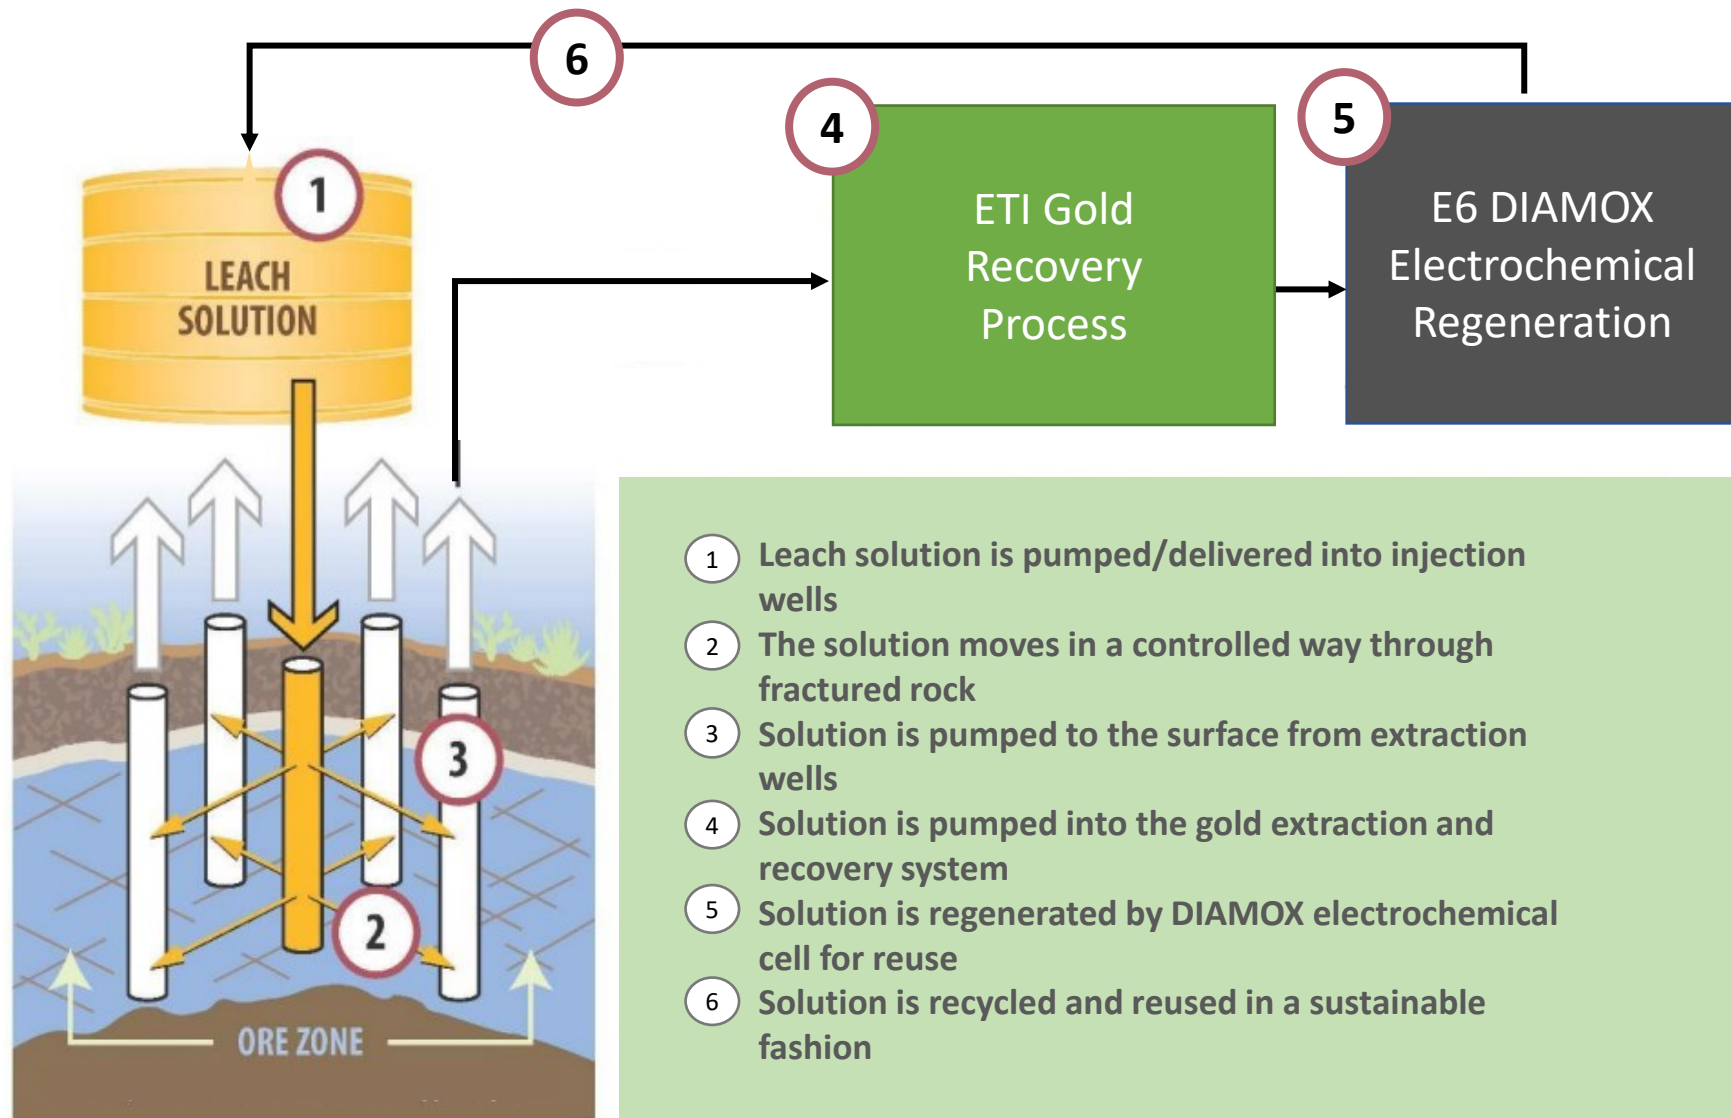 6
4
5
1
ETI Gold
Recovery
Process
E6 DIAMOX
Electrochemical
Regeneration
LEACH
SOLUTION
3
2
ORE ZONE
1 Leach solution is pumped/delivered into injection
wells
2 The solution moves in a controlled way through
fractured rock
3 Solution is pumped to the surface from extraction
wells
4 Solution is pumped into the gold extraction and
recovery system
5 Solution is regenerated by DIAMOX electrochemical
cell for reuse
6 Solution is recycled and reused in a sustainable
fashion